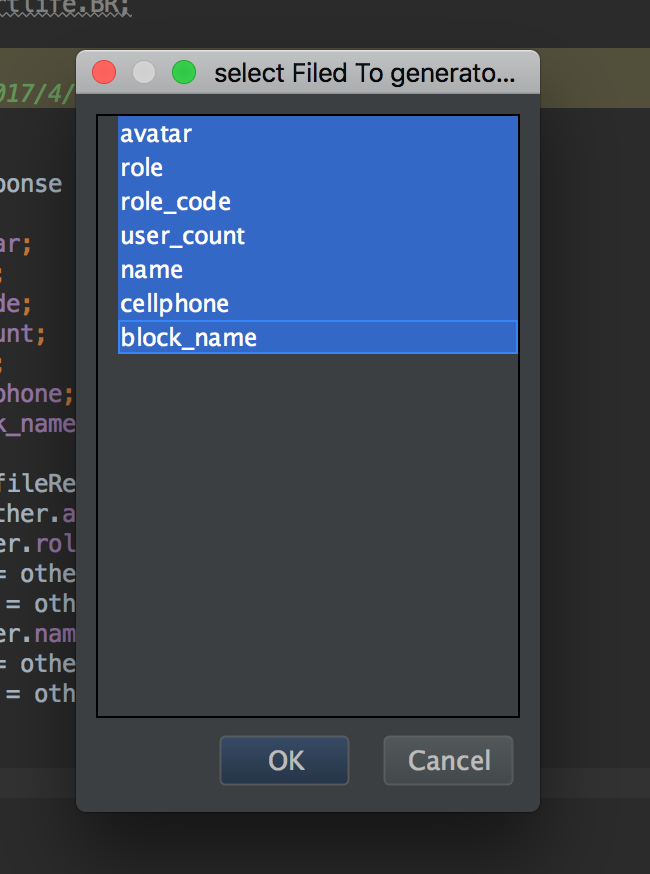 rtlife.BR;
select Filed To generato...
017/4/
avatar
role
ponse
role_code
user_count
ar;
name
;
de;
cellphone
unt;
block_name
;
phone;
k_name
fileRe
ther.a
er.rol
= othe
= oth
er.nam
= othe
= oth
OK
Cancel